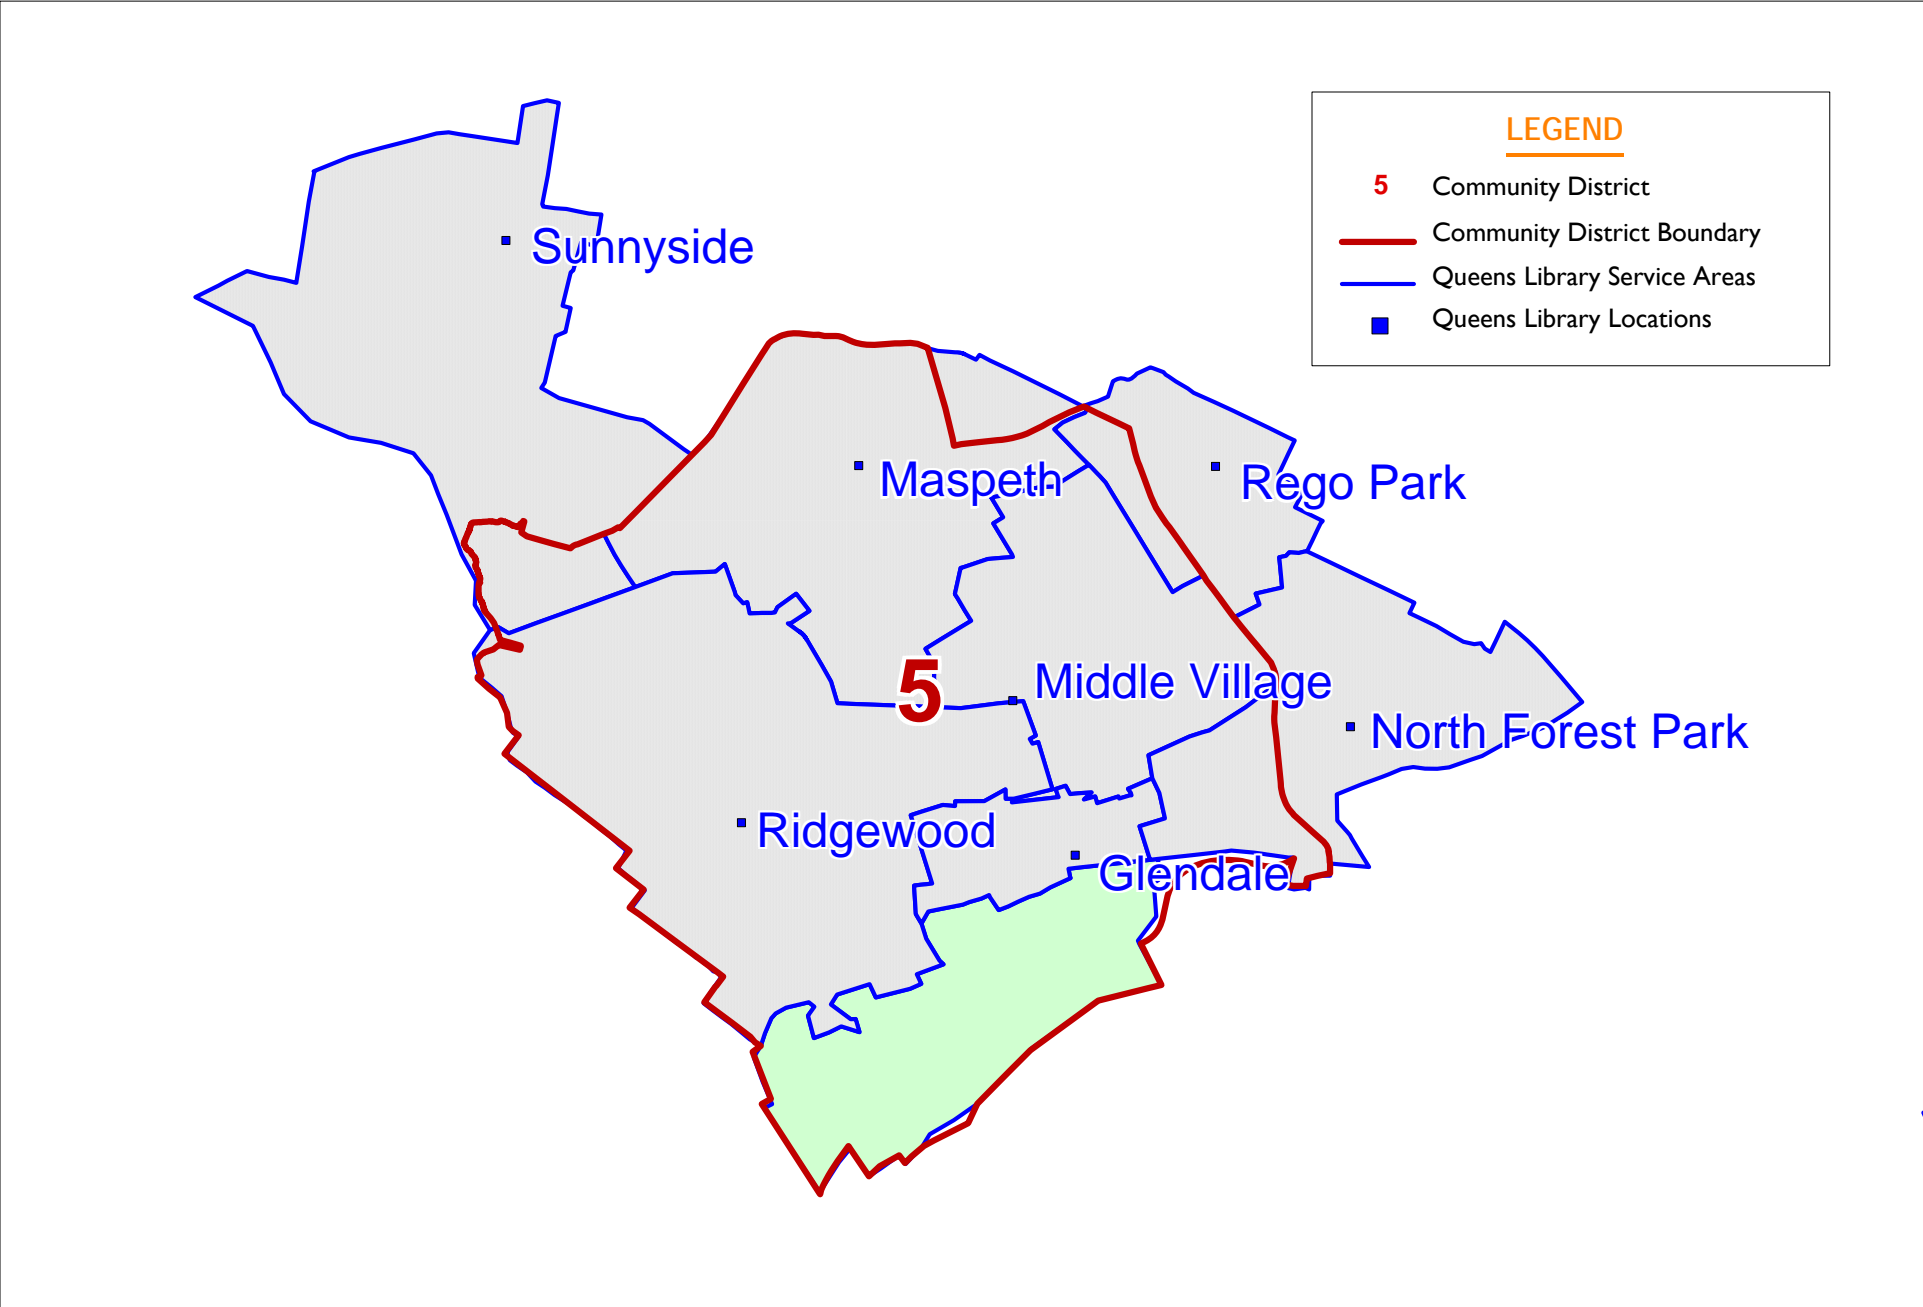 LEGEND
5 Community District
Community District Boundary
Queens Library Service Areas
Queens Library Locations
Sunnyside
Maspeth
Rego Park
5
Middle Village
North Forest Park
Ridgewood
Glendale